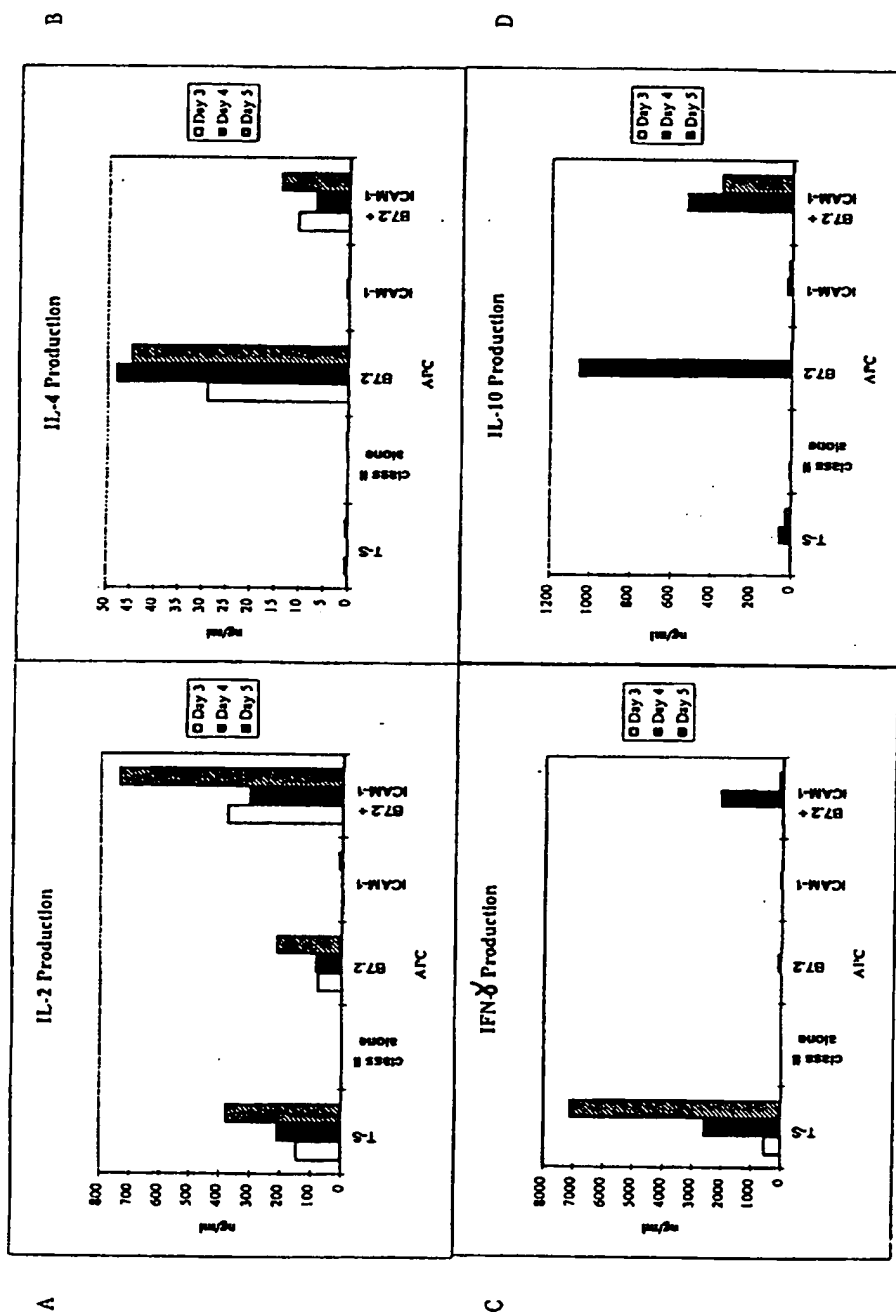 A
IL-2 Production
800
700
600
500
400
300
200
100
0
ng/ml
T-S
class II
alone
B7.2
ICAM-1
B7.2 +
ICAM-1
APC
Day 3
Day 4
Day 5
B
IL-4 Production
50
45
40
35
30
25
20
15
10
5
0
ng/ml
T-S
class II
alone
B7.2
ICAM-1
B7.2 +
ICAM-1
APC
Day 3
Day 4
Day 5
C
IFN-γ Production
8000
7000
6000
5000
4000
3000
2000
1000
0
ng/ml
T-S
class II
alone
B7.2
ICAM-1
B7.2 +
ICAM-1
APC
Day 3
Day 4
Day 5
D
IL-10 Production
1200
1000
800
600
400
200
0
ng/ml
T-S
class II
alone
B7.2
ICAM-1
B7.2 +
ICAM-1
APC
Day 3
Day 4
Day 5